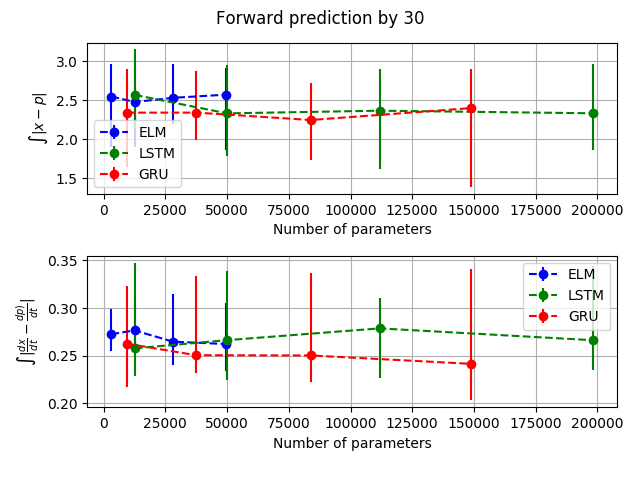 Forward prediction by 30
∫|x − p|
3.0
2.5
2.0
1.5
ELM
LSTM
GRU
0 25000 50000 75000 100000 125000 150000 175000 200000
Number of parameters
∫|dx/dt − dp)/dt|
0.35
0.30
0.25
0.20
ELM
LSTM
GRU
0 25000 50000 75000 100000 125000 150000 175000 200000
Number of parameters